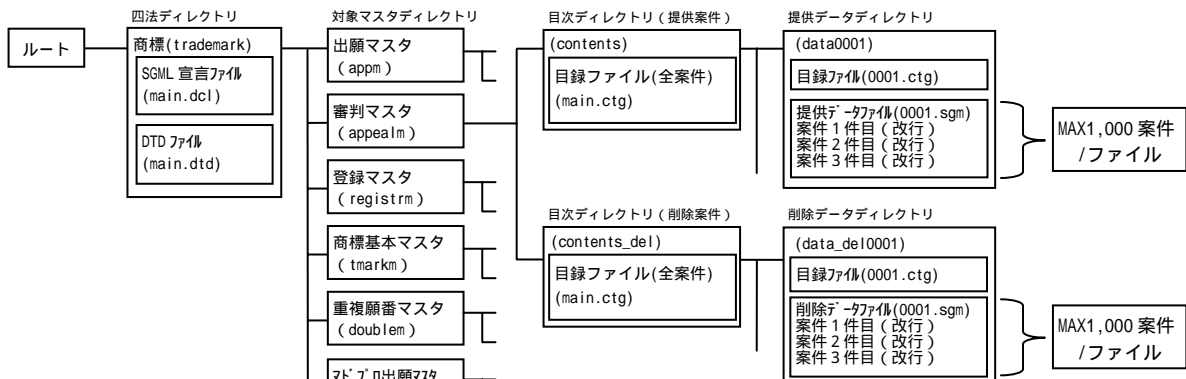 四法ディレクトリ
対象マスタディレクトリ
目次ディレクトリ(提供案件)
提供データディレクトリ
ルート
商標(trademark)
SGML 宣言ファイル
(main.dcl)
DTD ファイル
(main.dtd)
出願マスタ
(appm)
審判マスタ
(appealm)
登録マスタ
(registrm)
商標基本マスタ
(tmarkm)
重複願番マスタ
(doublem)
マドプロ出願マスタ
(contents)
目録ファイル(全案件)
(main.ctg)
(data0001)
目録ファイル(0001.ctg)
提供データファイル(0001.sgm)
案件1件目(改行)
案件2件目(改行)
案件3件目(改行)
MAX1,000 案件
/ファイル
目次ディレクトリ(削除案件)
削除データディレクトリ
(contents_del)
目録ファイル(全案件)
(main.ctg)
(data_del0001)
目録ファイル(0001.ctg)
削除データファイル(0001.sgm)
案件1件目(改行)
案件2件目(改行)
案件3件目(改行)
MAX1,000 案件
/ファイル